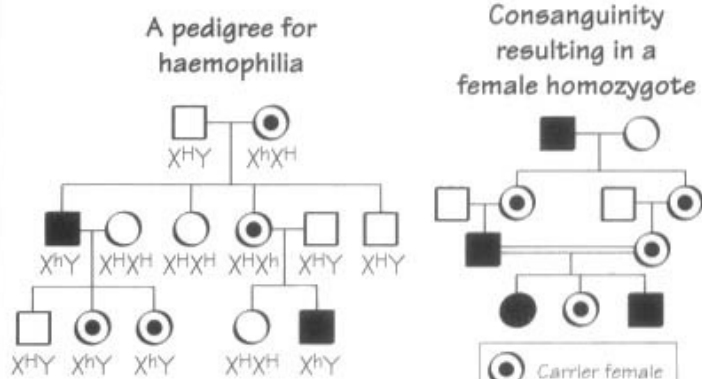 A pedigree for
haemophilia
XᴴY XʰXᴴ
XʰY XᴴXᴴ XᴴXᴴ XᴴXʰ XᴴY XᴴY
XᴴY XʰY XʰY XᴴXᴴ XʰY
Consanguinity
resulting in a
female homozygote
Carrier female